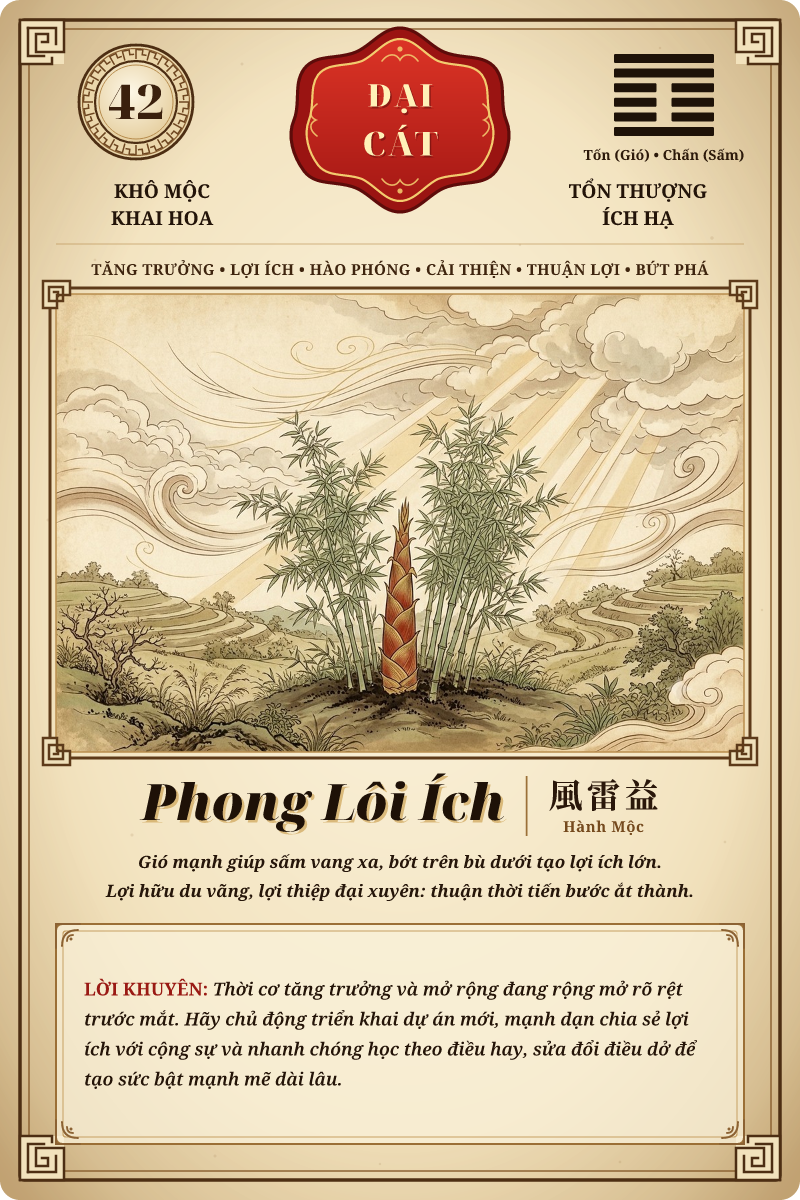 42
ĐẠI
CÁT
Tốn (Gió) • Chấn (Sấm)
KHÔ MỘC
KHAI HOA
TỔN THƯỢNG
ÍCH HẠ
TĂNG TRƯỞNG • LỢI ÍCH • HÀO PHÓNG • CẢI THIỆN • THUẬN LỢI • BỨT PHÁ
Phong Lôi Ích
風雷益
Hành Mộc
Gió mạnh giúp sấm vang xa, bớt trên bù dưới tạo lợi ích lớn.
Lợi hữu du vãng, lợi thiệp đại xuyên: thuận thời tiến bước ắt thành.
LỜI KHUYÊN: Thời cơ tăng trưởng và mở rộng đang rộng mở rõ rệt
trước mắt. Hãy chủ động triển khai dự án mới, mạnh dạn chia sẻ lợi
ích với cộng sự và nhanh chóng học theo điều hay, sửa đổi điều dở để
tạo sức bật mạnh mẽ dài lâu.